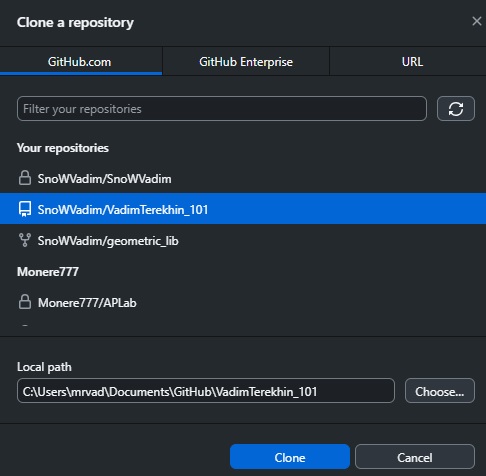 Clone a repository
GitHub.com
GitHub Enterprise
URL
Filter your repositories
Your repositories
SnoWVadim/SnoWVadim
SnoWVadim/VadimTerekhin_101
SnoWVadim/geometric_lib
Monere777
Monere777/APLab
Local path
C:\Users\mrvad\Documents\GitHub\VadimTerekhin_101
Choose...
Clone
Cancel